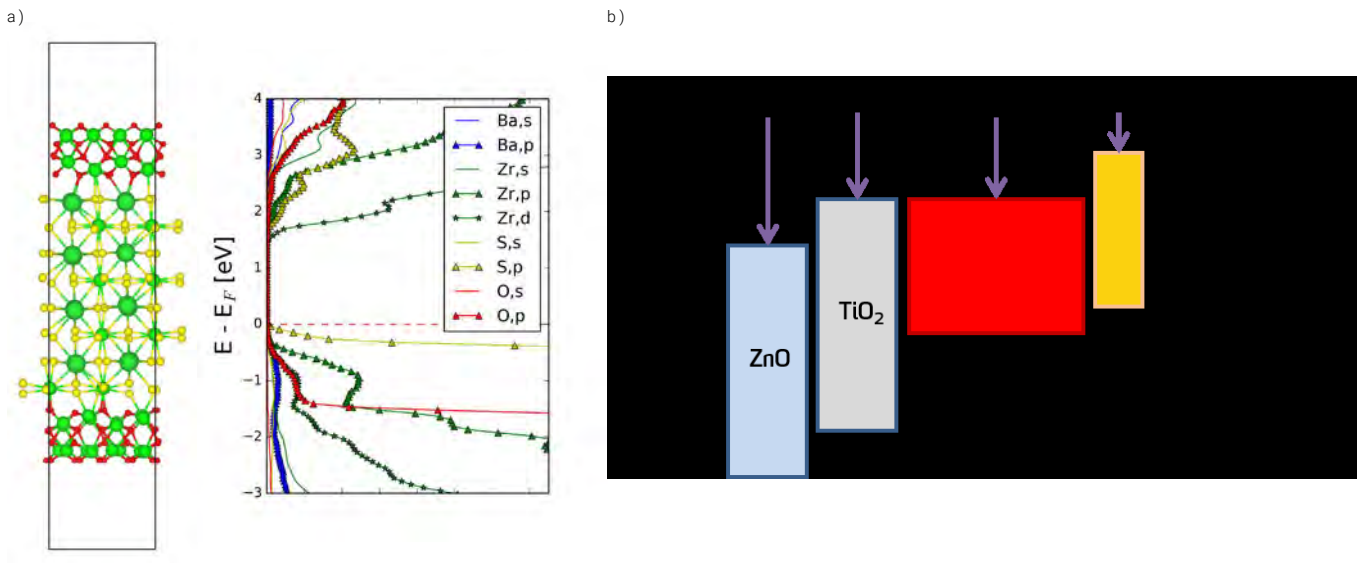 a)
b)
4
3
2
1
0
−1
−2
−3
E - E_F [eV]
Ba,s
Ba,p
Zr,s
Zr,p
Zr,d
S,s
S,p
O,s
O,p
ZnO
TiO₂